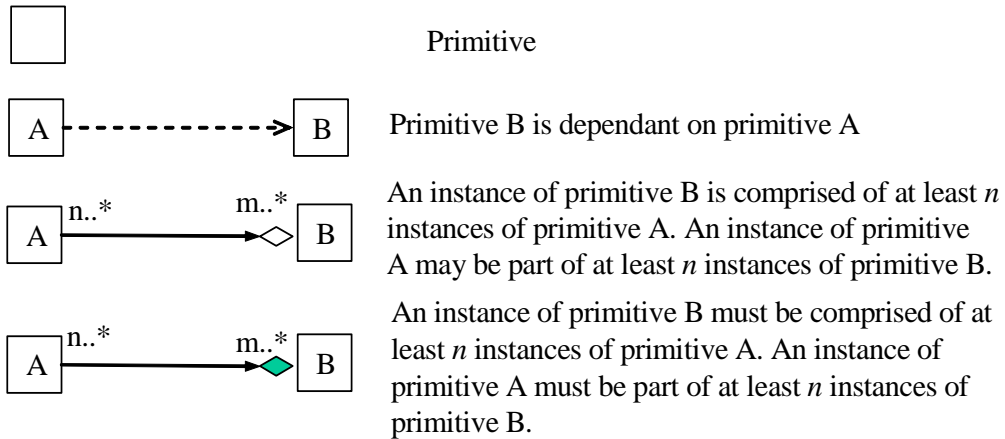 Primitive
A B Primitive B is dependant on primitive A
n..* m..*
A B
An instance of primitive B is comprised of at least n
instances of primitive A. An instance of primitive
A may be part of at least n instances of primitive B.
n..* m..*
A B
An instance of primitive B must be comprised of at
least n instances of primitive A. An instance of
primitive A must be part of at least n instances of
primitive B.